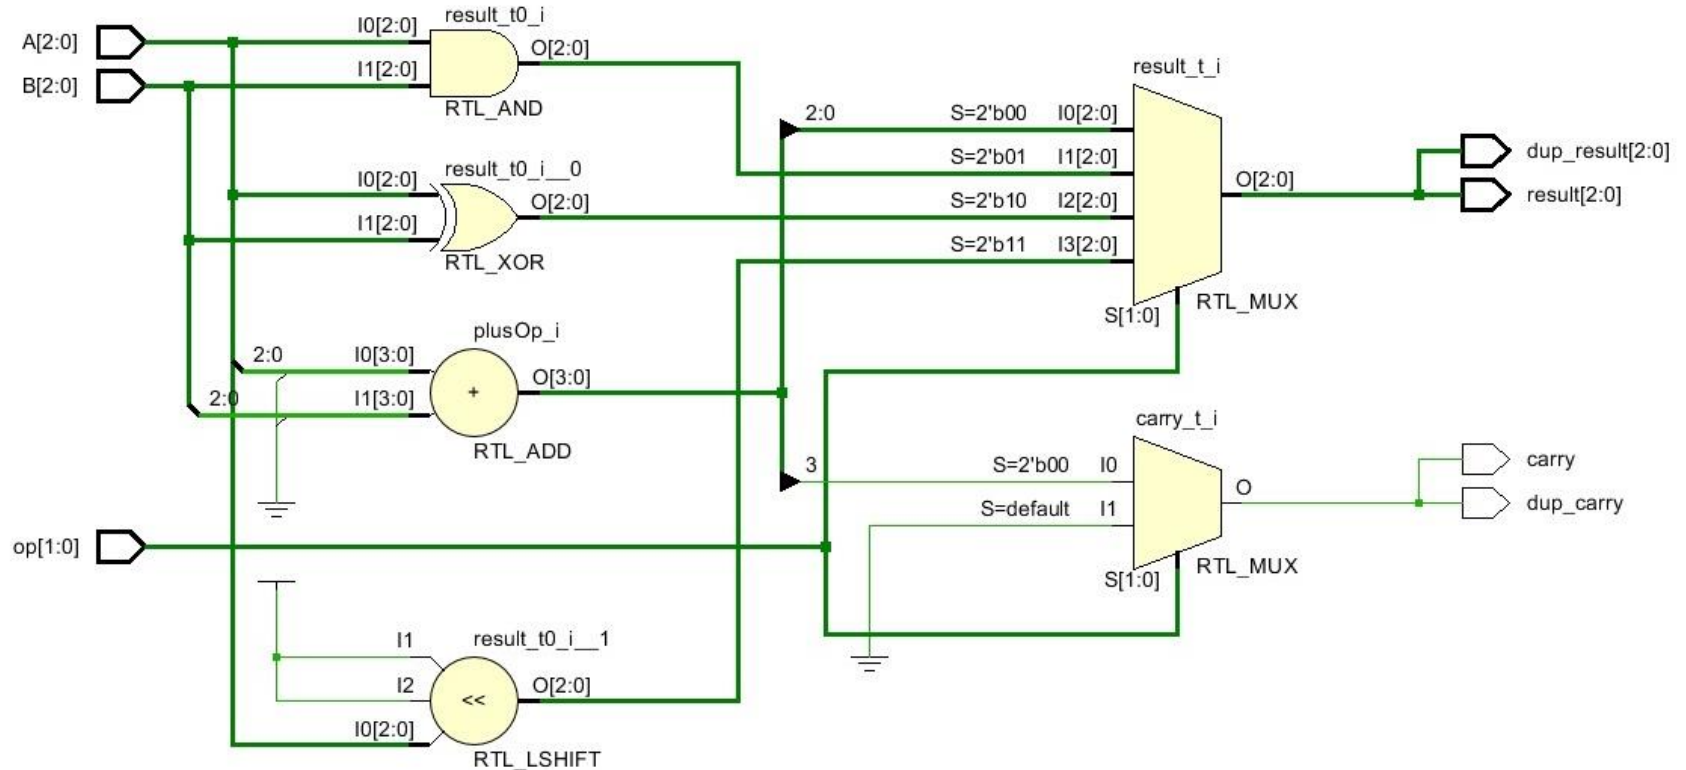 result_t0_i
A[2:0]
I0[2:0]
O[2:0]
B[2:0]
I1[2:0]
RTL_AND
result_t_i
2:0
S=2'b00 I0[2:0]
S=2'b01 I1[2:0]
S=2'b10 I2[2:0]
S=2'b11 I3[2:0]
O[2:0]
S[1:0]
RTL_MUX
dup_result[2:0]
result[2:0]
result_t0_i__0
I0[2:0]
O[2:0]
I1[2:0]
RTL_XOR
plusOp_i
2:0
I0[3:0]
O[3:0]
2:0
I1[3:0]
+
RTL_ADD
carry_t_i
3
S=2'b00 I0
S=default I1
O
S[1:0]
RTL_MUX
carry
dup_carry
op[1:0]
result_t0_i__1
I1
I2
O[2:0]
<<
I0[2:0]
RTL_LSHIFT